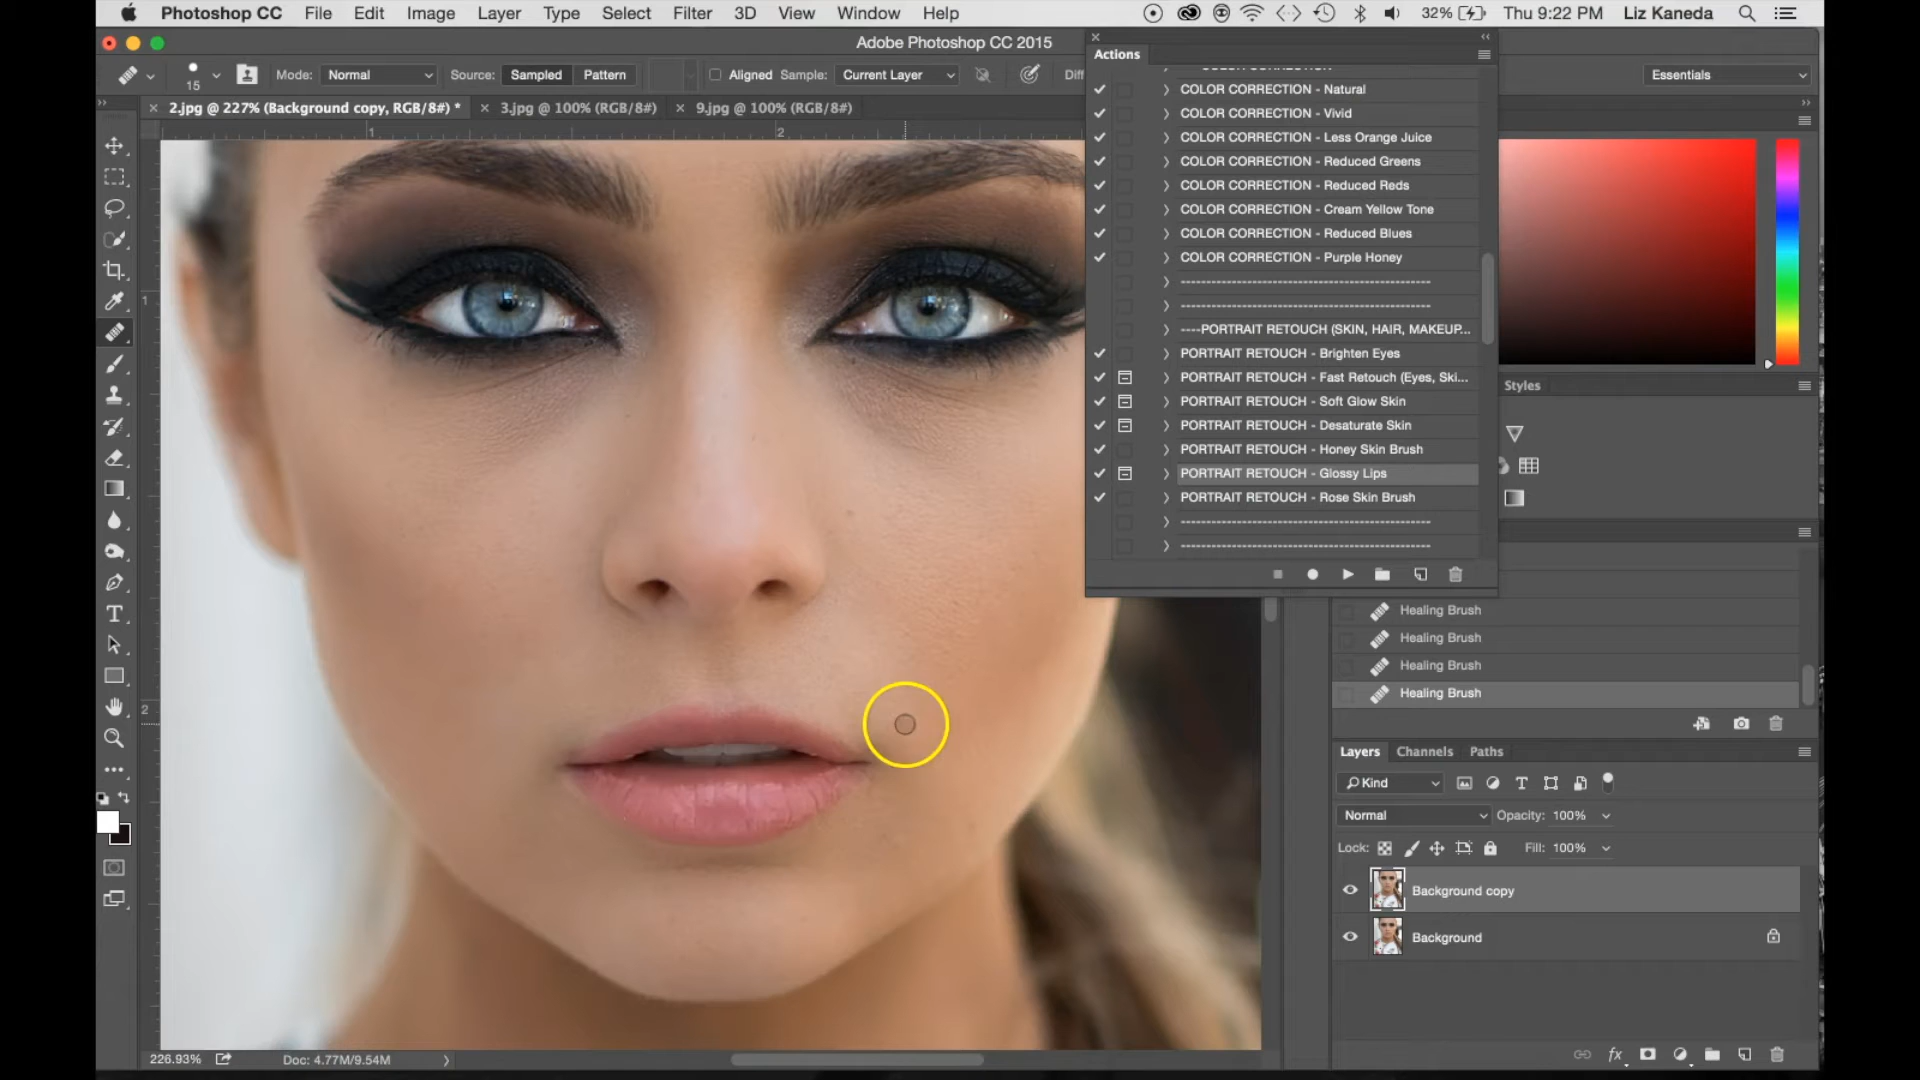 Photoshop CC File Edit Image Layer Type Select Filter 3D View Window Help 32% Thu 9:22 PM Liz Kaneda
Adobe Photoshop CC 2015
15 Mode: Normal Source: Sampled Pattern Aligned Sample: Current Layer Diff
Essentials
2.jpg @ 227% (Background copy, RGB/8#) * 3.jpg @ 100% (RGB/8#) 9.jpg @ 100% (RGB/8#)
1 2
1
2
Actions
COLOR CORRECTION - Natural
COLOR CORRECTION - Vivid
COLOR CORRECTION - Less Orange Juice
COLOR CORRECTION - Reduced Greens
COLOR CORRECTION - Reduced Reds
COLOR CORRECTION - Cream Yellow Tone
COLOR CORRECTION - Reduced Blues
COLOR CORRECTION - Purple Honey
------------------------------------------------
------------------------------------------------
----PORTRAIT RETOUCH (SKIN, HAIR, MAKEUP...
PORTRAIT RETOUCH - Brighten Eyes
PORTRAIT RETOUCH - Fast Retouch (Eyes, Ski...
PORTRAIT RETOUCH - Soft Glow Skin
PORTRAIT RETOUCH - Desaturate Skin
PORTRAIT RETOUCH - Honey Skin Brush
PORTRAIT RETOUCH - Glossy Lips
PORTRAIT RETOUCH - Rose Skin Brush
------------------------------------------------
------------------------------------------------
Styles
Healing Brush
Healing Brush
Healing Brush
Healing Brush
Layers Channels Paths
Kind
Normal Opacity: 100%
Lock: Fill: 100%
Background copy
Background
fx
226.93% Doc: 4.77M/9.54M